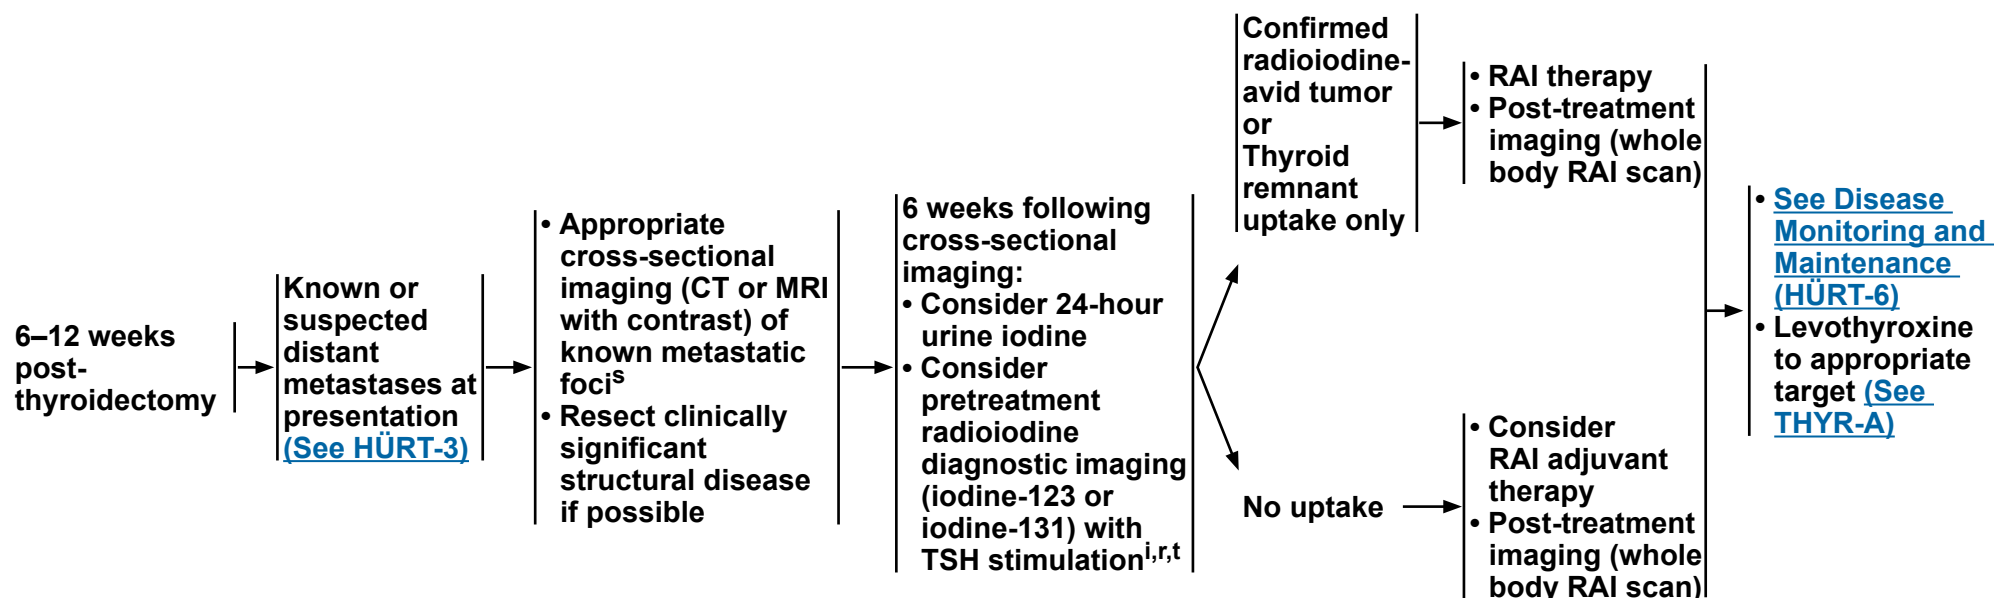 6–12 weeks
post-
thyroidectomy
Known or
suspected
distant
metastases at
presentation
(See HÜRT-3)
• Appropriate
cross-sectional
imaging (CT or MRI
with contrast) of
known metastatic
foci^s
• Resect clinically
significant
structural disease
if possible
6 weeks following
cross-sectional
imaging:
• Consider 24-hour
urine iodine
• Consider
pretreatment
radioiodine
diagnostic imaging
(iodine-123 or
iodine-131) with
TSH stimulation^i,r,t
Confirmed
radioiodine-
avid tumor
or
Thyroid
remnant
uptake only
• RAI therapy
• Post-treatment
imaging (whole
body RAI scan)
No uptake
• Consider
RAI adjuvant
therapy
• Post-treatment
imaging (whole
body RAI scan)
• See Disease
Monitoring and
Maintenance
(HÜRT-6)
• Levothyroxine
to appropriate
target (See
THYR-A)